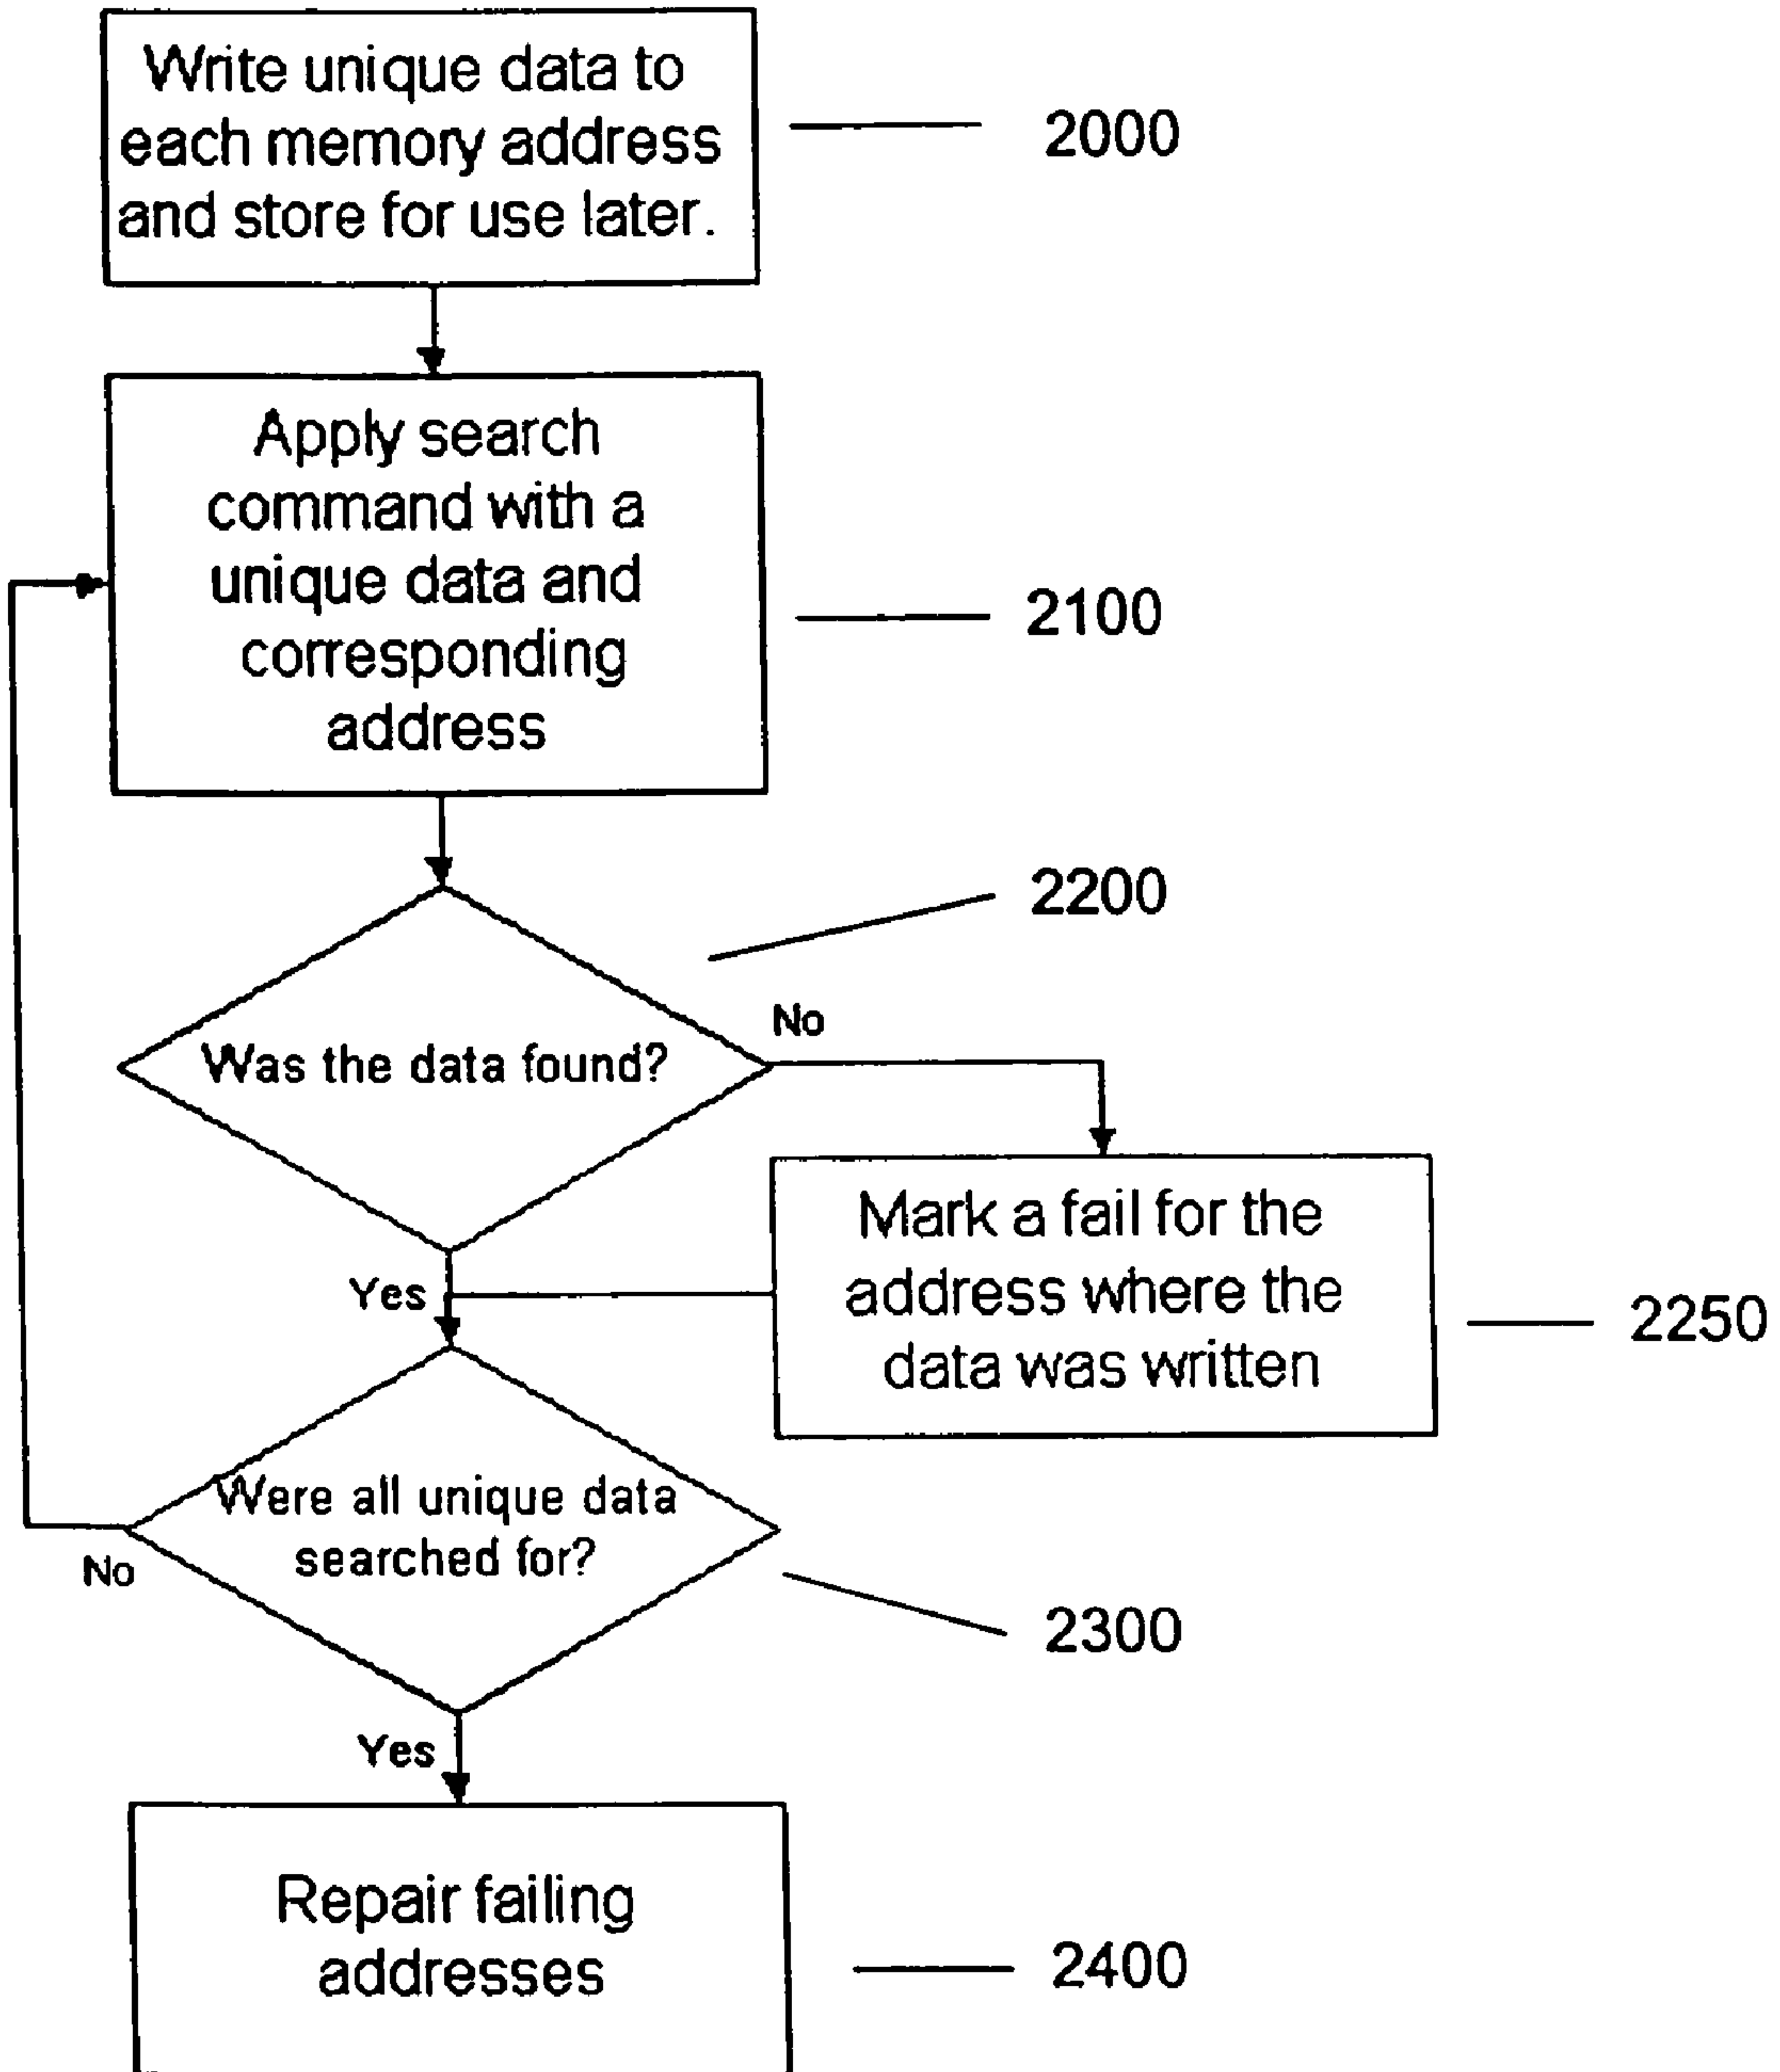 Write unique data to
each memory address
and store for use later.
2000
Apply search
command with a
unique data and
corresponding
address
2100
2200
Was the data found?
No
Mark a fail for the
address where the
data was written
2250
Yes
Were all unique data
searched for?
No
2300
Yes
Repair failing
addresses
2400